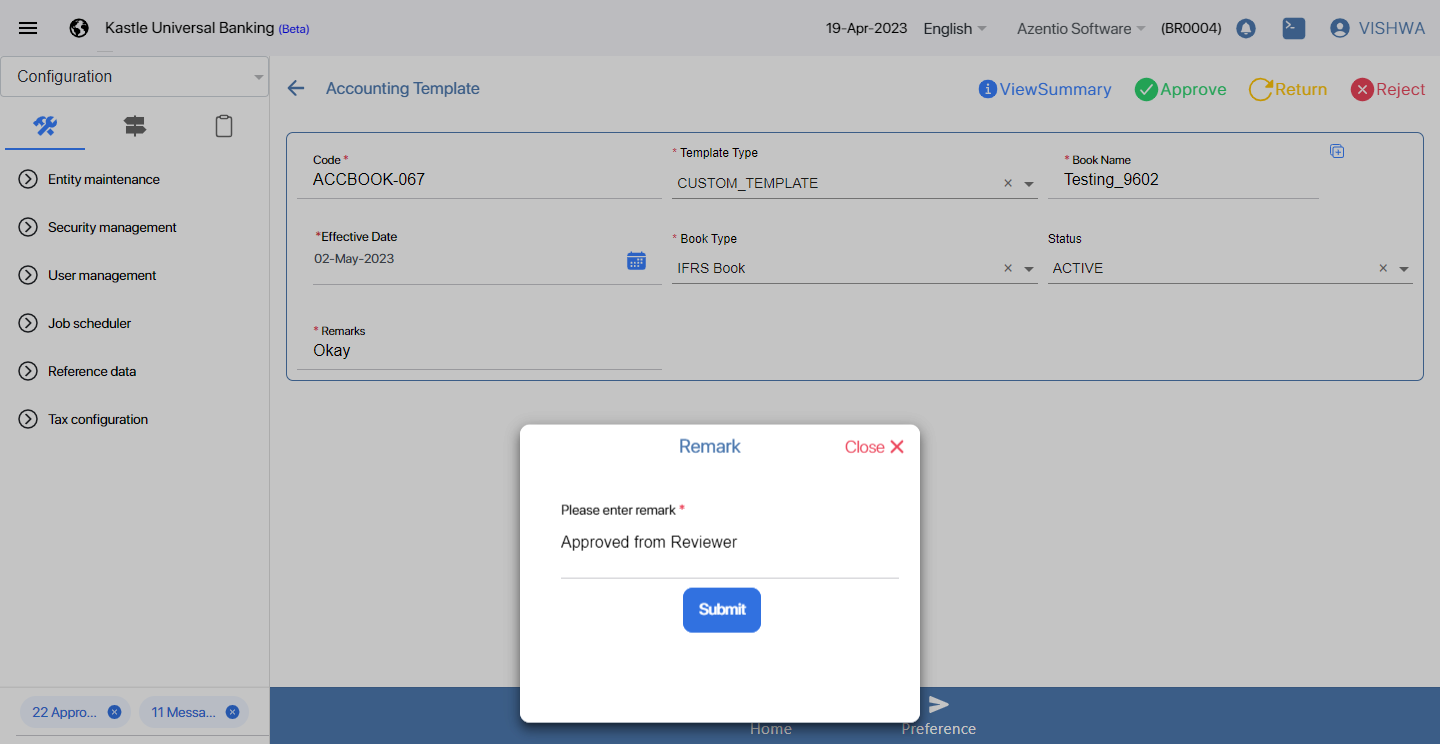 Kastle Universal Banking (Beta)
19-Apr-2023 English Azentio Software (BR0004) VISHWA
Configuration
Accounting Template
ViewSummary Approve Return Reject
Entity maintenance
Security management
User management
Job scheduler
Reference data
Tax configuration
Code *
ACCBOOK-067
* Template Type
CUSTOM_TEMPLATE
* Book Name
Testing_9602
*Effective Date
02-May-2023
* Book Type
IFRS Book
Status
ACTIVE
* Remarks
Okay
Remark
Close
Please enter remark *
Approved from Reviewer
Submit
22 Appro...
11 Messa...
Home
Preference